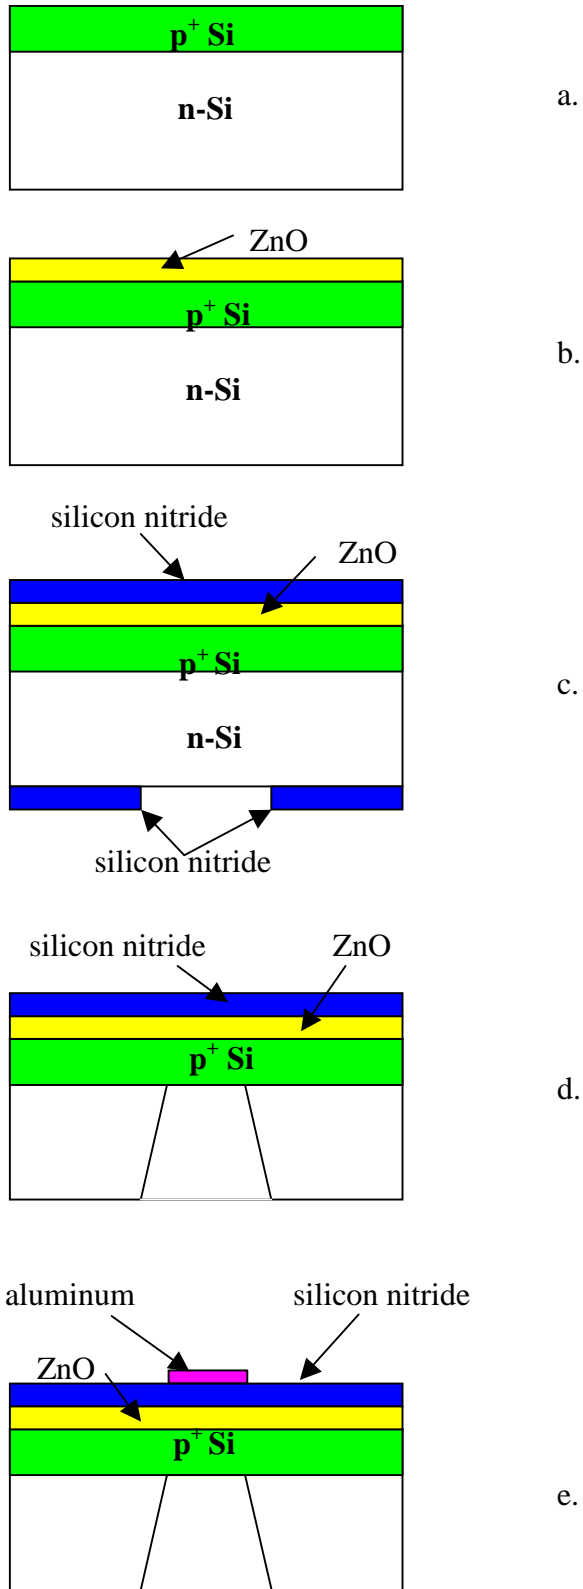 p+ Si
n-Si
a.
ZnO
p+ Si
n-Si
b.
silicon nitride
ZnO
p+ Si
n-Si
c.
silicon nitride
silicon nitride ZnO
p+ Si
d.
aluminum silicon nitride
ZnO
p+ Si
e.